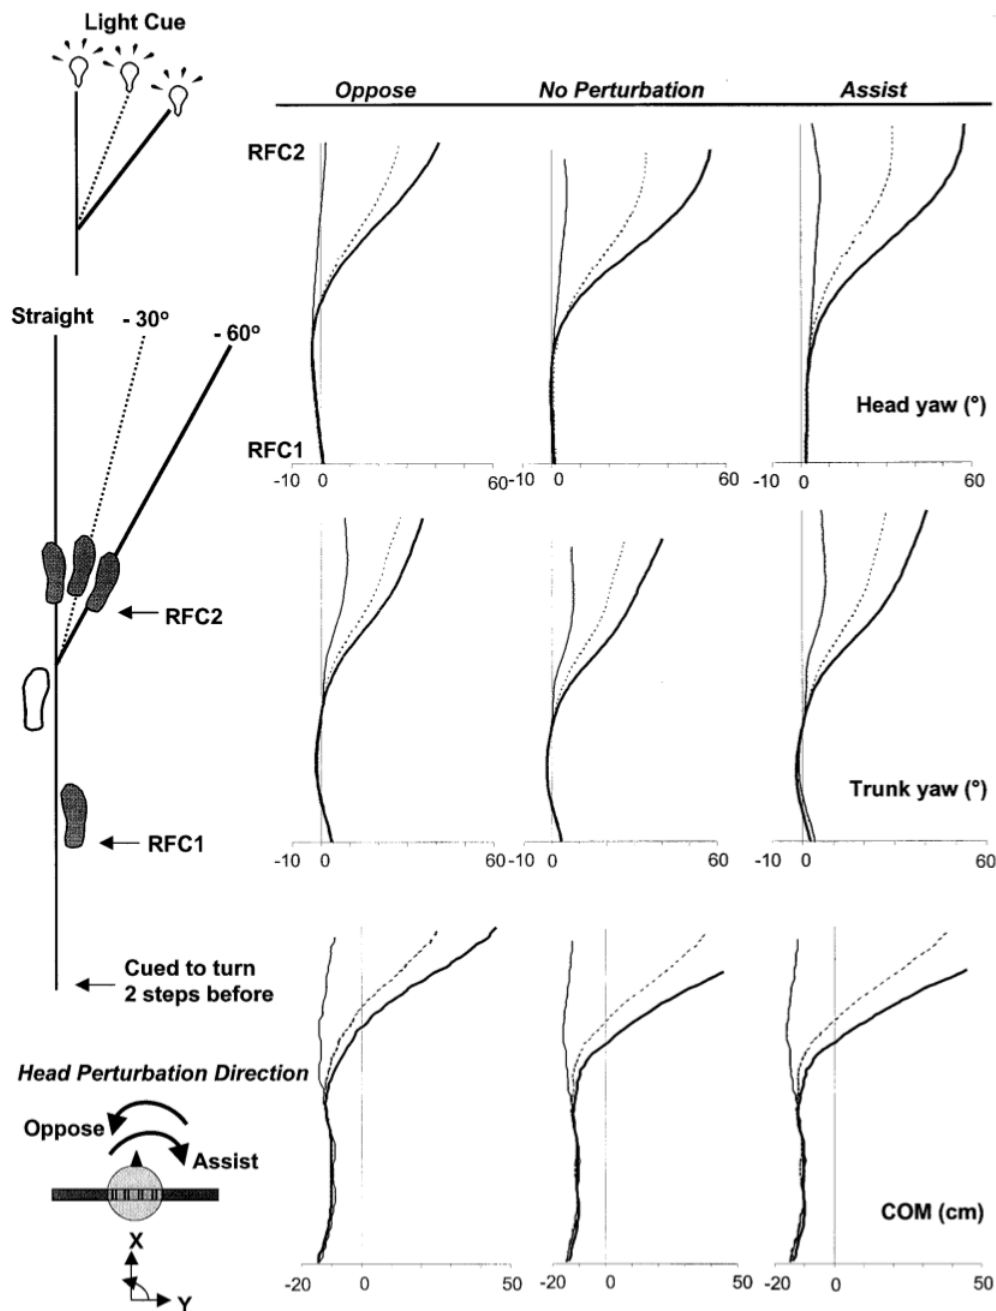 Light Cue
Oppose No Perturbation Assist
RFC2
Straight - 30º - 60º
Head yaw (°)
RFC1
-10 0 60 -10 0 60 -10 0 60
RFC2
Trunk yaw (°)
RFC1
-10 0 60 -10 0 60 -10 0 60
Cued to turn
2 steps before
Head Perturbation Direction
Oppose
Assist
COM (cm)
X
Y
-20 0 50 -20 0 50 -20 0 50